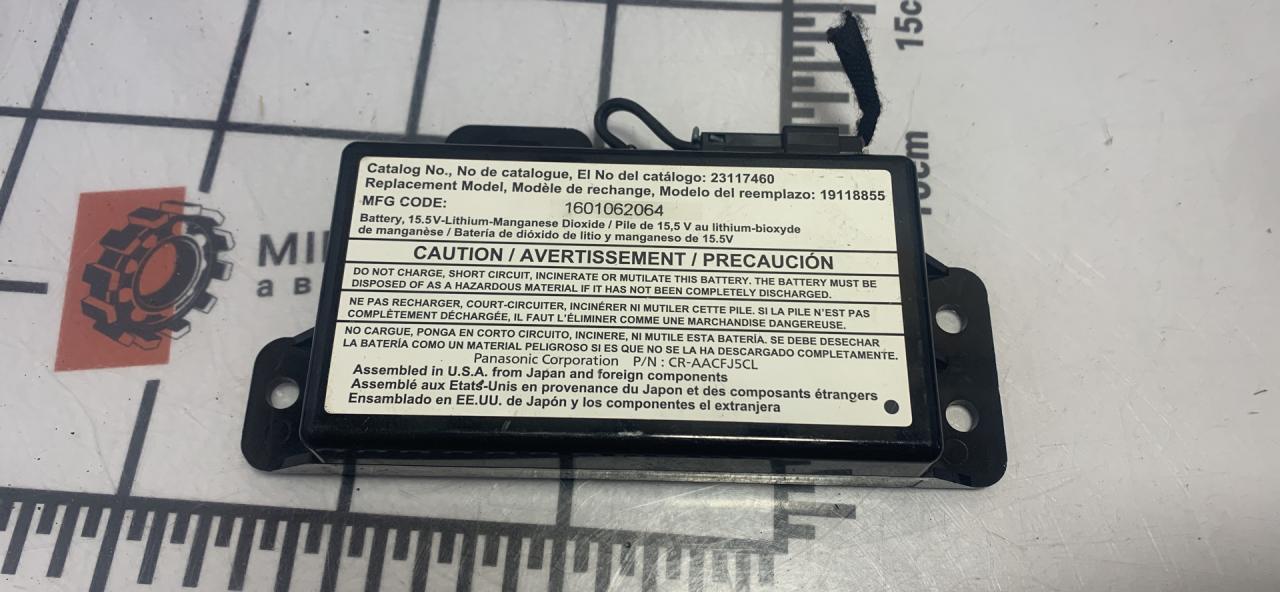 Catalog No., No de catalogue, El No del catálogo: 23117460
Replacement Model, Modèle de rechange, Modelo del reemplazo: 19118855
MFG CODE: 1601062064
Battery, 15.5V-Lithium-Manganese Dioxide / Pile de 15,5 V au lithium-bioxyde
de manganèse / Batería de dióxido de litio y manganeso de 15.5V
CAUTION / AVERTISSEMENT / PRECAUCIÓN
DO NOT CHARGE, SHORT CIRCUIT, INCINERATE OR MUTILATE THIS BATTERY. THE BATTERY MUST BE
DISPOSED OF AS A HAZARDOUS MATERIAL IF IT HAS NOT BEEN COMPLETELY DISCHARGED.
NE PAS RECHARGER, COURT-CIRCUITER, INCINÉRER NI MUTILER CETTE PILE. SI LA PILE N'EST PAS
COMPLÈTEMENT DÉCHARGÉE, IL FAUT L'ÉLIMINER COMME UNE MARCHANDISE DANGEREUSE.
NO CARGUE, PONGA EN CORTO CIRCUITO, INCINERE, NI MUTILE ESTA BATERÍA. SE DEBE DESECHAR
LA BATERÍA COMO UN MATERIAL PELIGROSO SI ES QUE NO SE LA HA DESCARGADO COMPLETAMENTE.
Panasonic Corporation P/N : CR-AACFJ5CL
Assembled in U.S.A. from Japan and foreign components
Assemblé aux Etats-Unis en provenance du Japon et des composants étrangers
Ensamblado en EE.UU. de Japón y los componentes el extranjera
15c
10cm
MI
АВ